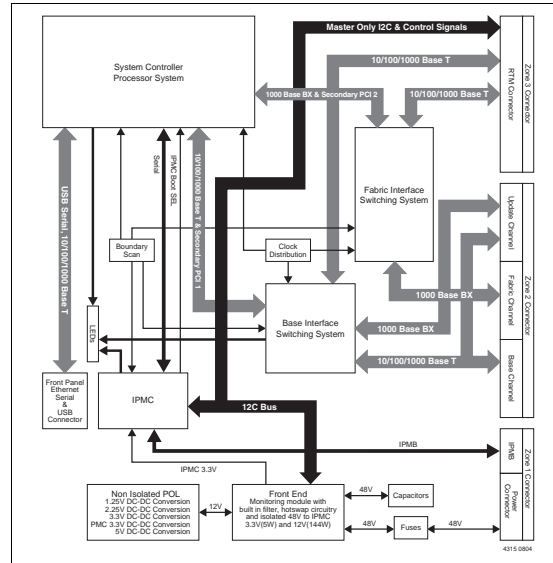 Master Only I2C & Control Signals
System Controller
Processor System
10/100/1000 Base T
1000 Base BX & Secondary PCI 2
10/100/1000 Base T
RTM Connector
Zone 3 Connector
USB Serial, 10/100/1000 Base T
Serial
IPMC Boot SEL
10/100/1000 Base T & Secondary PCI 1
Fabric Interface
Switching System
Boundary
Scan
Clock
Distribution
Update Channel
Fabric Channel
Base Channel
Zone 2 Connector
1000 Base BX
Base Interface
Switching System
1000 Base BX
10/100/1000 Base T
LEDs
Front Panel
Ethernet
Serial
&
USB
Connector
IPMC
12C Bus
IPMB
IPMB
Power
Connector
Zone 1 Connector
IPMC 3.3V
Non Isolated POL
1.25V DC-DC Conversion
2.25V DC-DC Conversion
3.3V DC-DC Conversion
PMC 3.3V DC-DC Conversion
5V DC-DC Conversion
12V
Front End
Monitoring module with
built in filter, hotswap circuitry
and isolated 48V to IPMC
3.3V(5W) and 12V(144W)
48V
Capacitors
48V
Fuses
48V
4315 0804